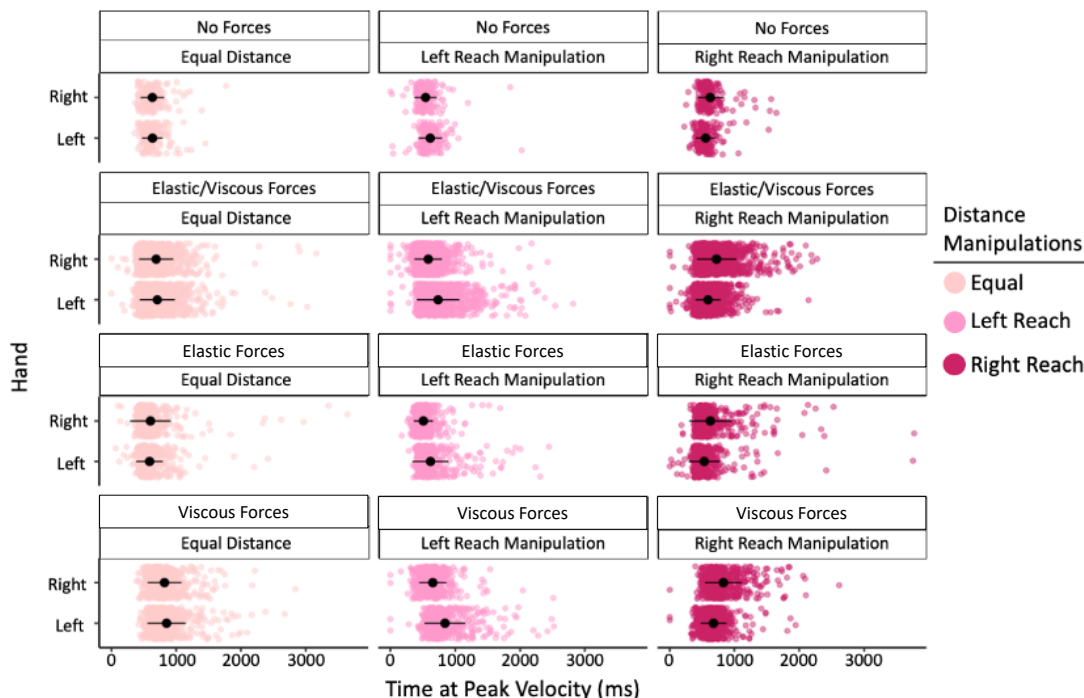 No Forces
Equal Distance
No Forces
Left Reach Manipulation
No Forces
Right Reach Manipulation
Right
Left
Elastic/Viscous Forces
Equal Distance
Elastic/Viscous Forces
Left Reach Manipulation
Elastic/Viscous Forces
Right Reach Manipulation
Right
Left
Elastic Forces
Equal Distance
Elastic Forces
Left Reach Manipulation
Elastic Forces
Right Reach Manipulation
Right
Left
Viscous Forces
Equal Distance
Viscous Forces
Left Reach Manipulation
Viscous Forces
Right Reach Manipulation
Right
Left
Hand
0 1000 2000 3000
0 1000 2000 3000
0 1000 2000 3000
Time at Peak Velocity (ms)
Distance
Manipulations
Equal
Left Reach
Right Reach